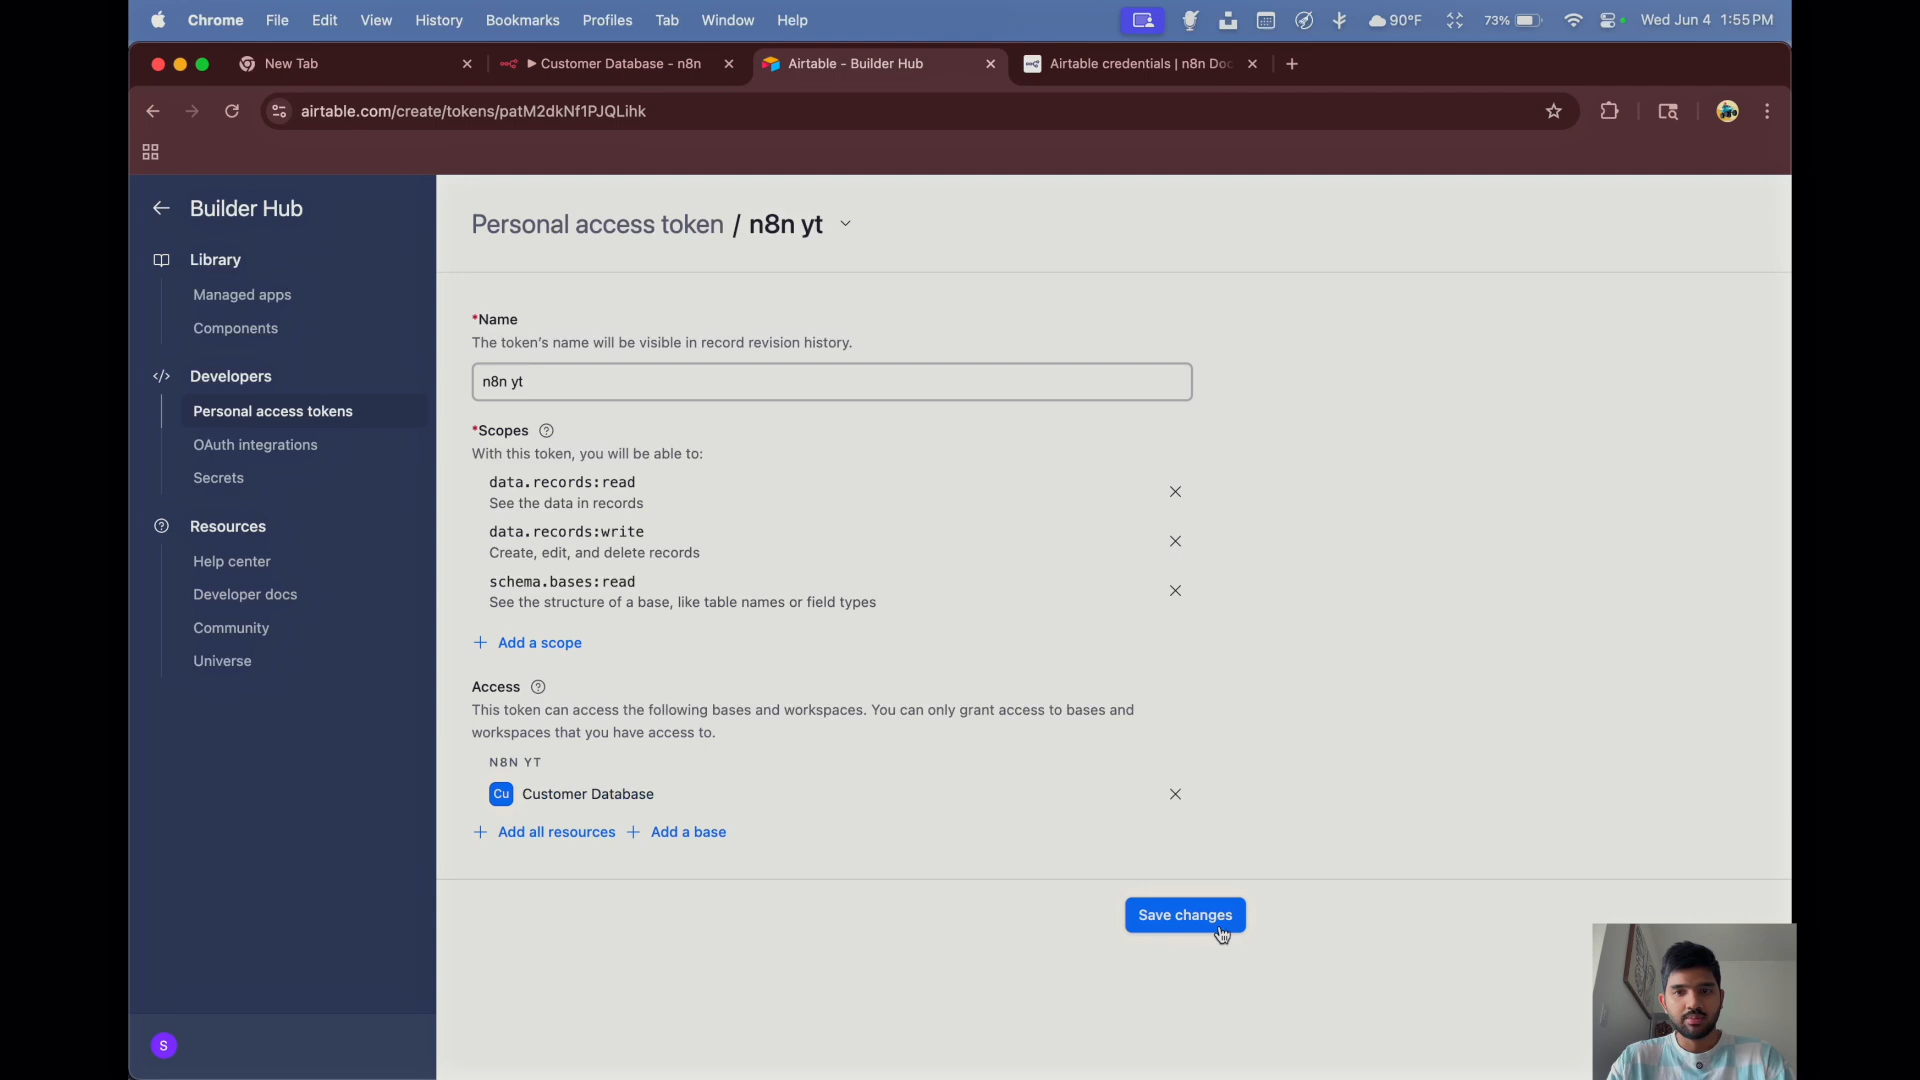 Chrome File Edit View History Bookmarks Profiles Tab Window Help 90°F 73% Wed Jun 4 1:55 PM
New Tab Customer Database - n8n Airtable - Builder Hub Airtable credentials | n8n Doc
airtable.com/create/tokens/patM2dkNf1PJQLihk
Builder Hub
Library
Managed apps
Components
Developers
Personal access tokens
OAuth integrations
Secrets
Resources
Help center
Developer docs
Community
Universe
S
Personal access token / n8n yt
*Name
The token's name will be visible in record revision history.
n8n yt
*Scopes
With this token, you will be able to:
data.records:read
See the data in records
data.records:write
Create, edit, and delete records
schema.bases:read
See the structure of a base, like table names or field types
+ Add a scope
Access
This token can access the following bases and workspaces. You can only grant access to bases and
workspaces that you have access to.
N8N YT
Cu Customer Database
+ Add all resources + Add a base
Save changes